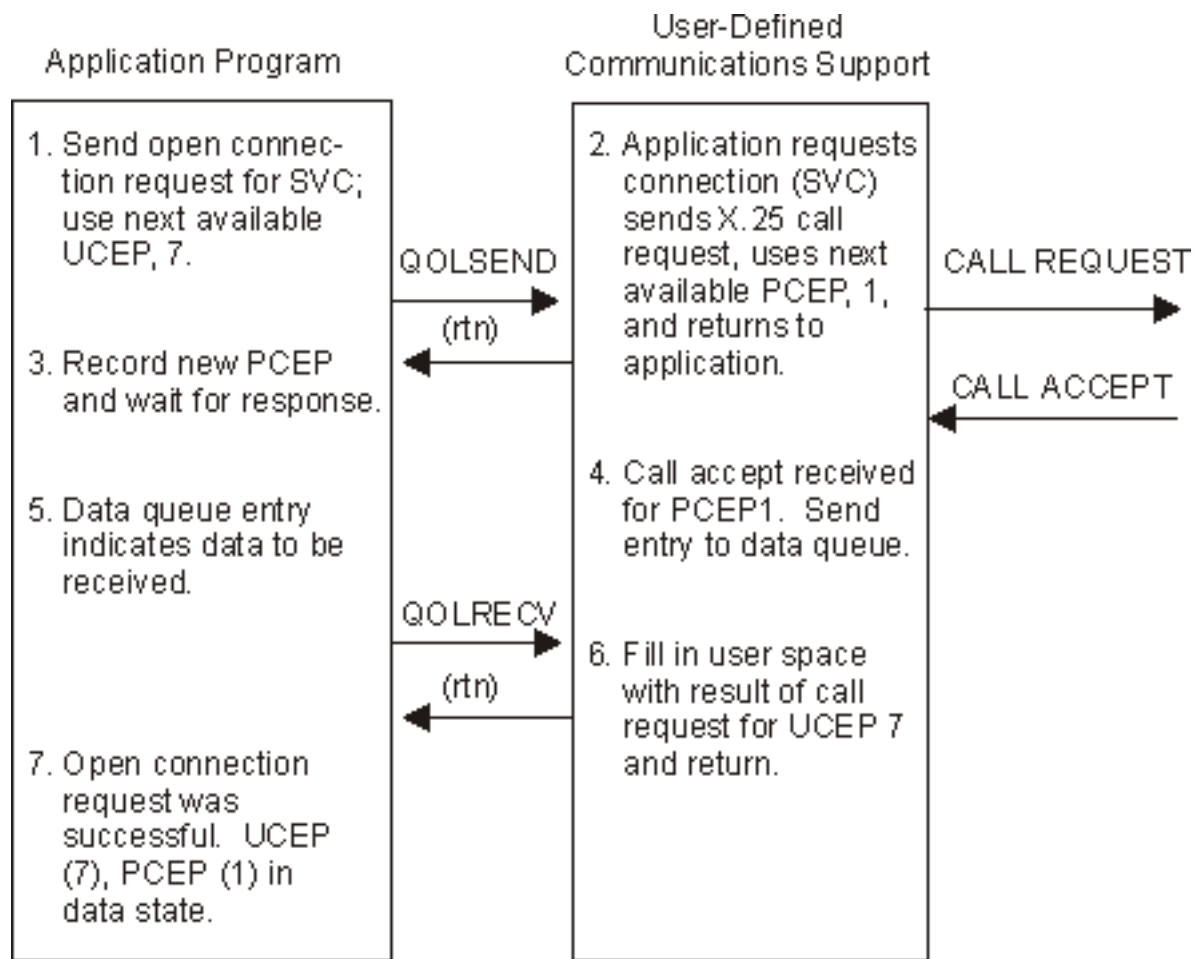 Application Program
User-Defined
Communications Support
1. Send open connec-
tion request for SVC;
use next available
UCEP, 7.
QOLSEND
(rtn)
2. Application requests
connection (SVC)
sends X.25 call
request, uses next
available PCEP, 1,
and returns to
application.
CALL REQUEST
CALL ACCEPT
3. Record new PCEP
and wait for response.
4. Call accept received
for PCEP1. Send
entry to data queue.
5. Data queue entry
indicates data to be
received.
QOLRECV
(rtn)
6. Fill in user space
with result of call
request for UCEP 7
and return.
7. Open connection
request was
successful. UCEP
(7), PCEP (1) in
data state.